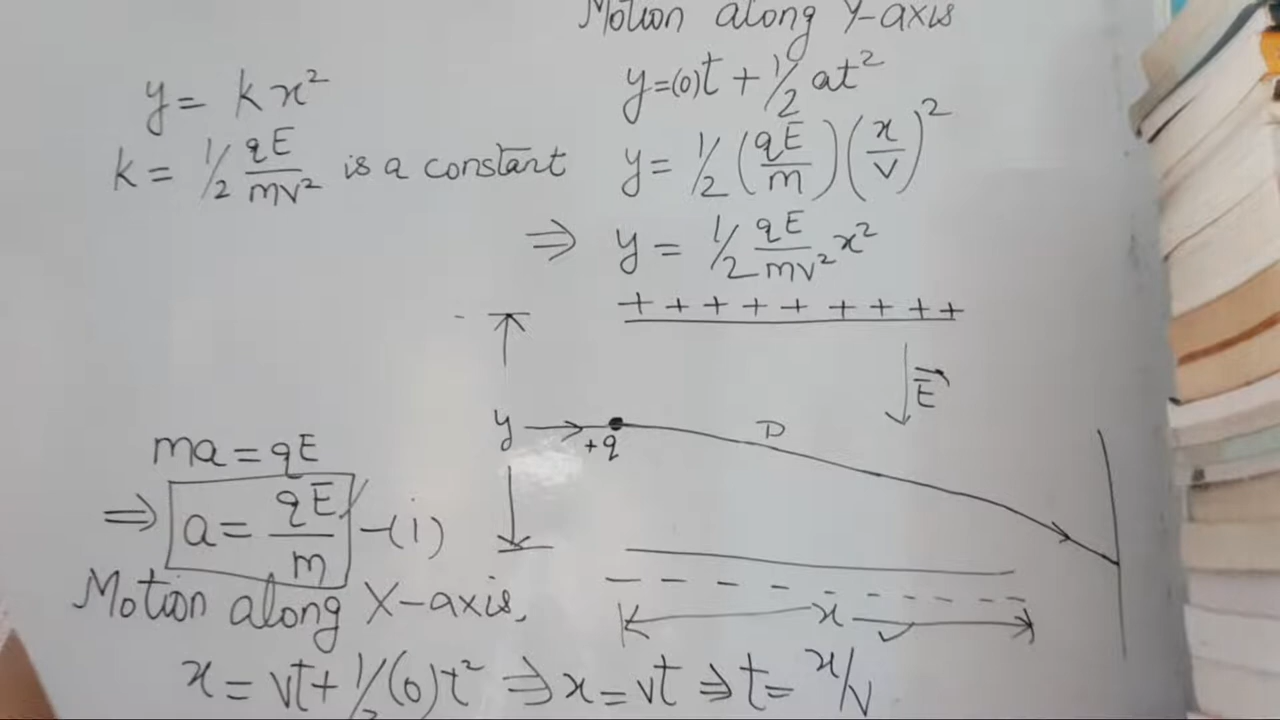 Motion along Y-axis
y=(0)t + 1/2 at²
y = kx²
k = 1/2 qE/mv² is a constant
y = 1/2 (qE/m)(x/v)²
⇒ y = 1/2 qE/mv² x²
+ + + + + + + + +
E⃗
y
+q
D
ma = qE
⇒ a = qE/m -(i)
- - - - - - - - -
x
Motion along X-axis,
x = vt + 1/2(0)t² ⇒ x = vt ⇒ t = x/v